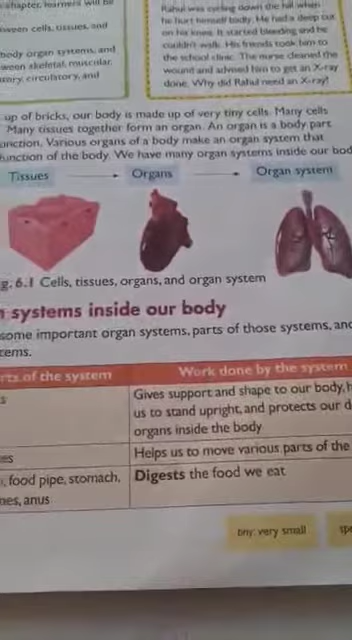 chapter, learners will be
ween cells, tissues, and
body organ systems, and
ween skeletal, muscular,
tory, circulatory, and
Rahul was cycling down the hill when
he hurt himself badly. He had a deep cut
on his knee. It started bleeding and he
couldn't walk. His friends took him to
the school clinic. The nurse cleaned the
wound and advised him to get an X-ray
done. Why did Rahul need an X-ray?
up of bricks, our body is made up of very tiny cells. Many cells
Many tissues together form an organ. An organ is a body part
unction. Various organs of a body make an organ system that
function of the body. We have many organ systems inside our bod
Tissues
Organs
Organ system
g. 6.1 Cells, tissues, organs, and organ system
n systems inside our body
some important organ systems, parts of those systems, and
tems.
rts of the system
Work done by the system
s
Gives support and shape to our body, h
us to stand upright, and protects our d
organs inside the body
es
Helps us to move various parts of the
, food pipe, stomach,
nes, anus
Digests the food we eat
tiny: very small
spe